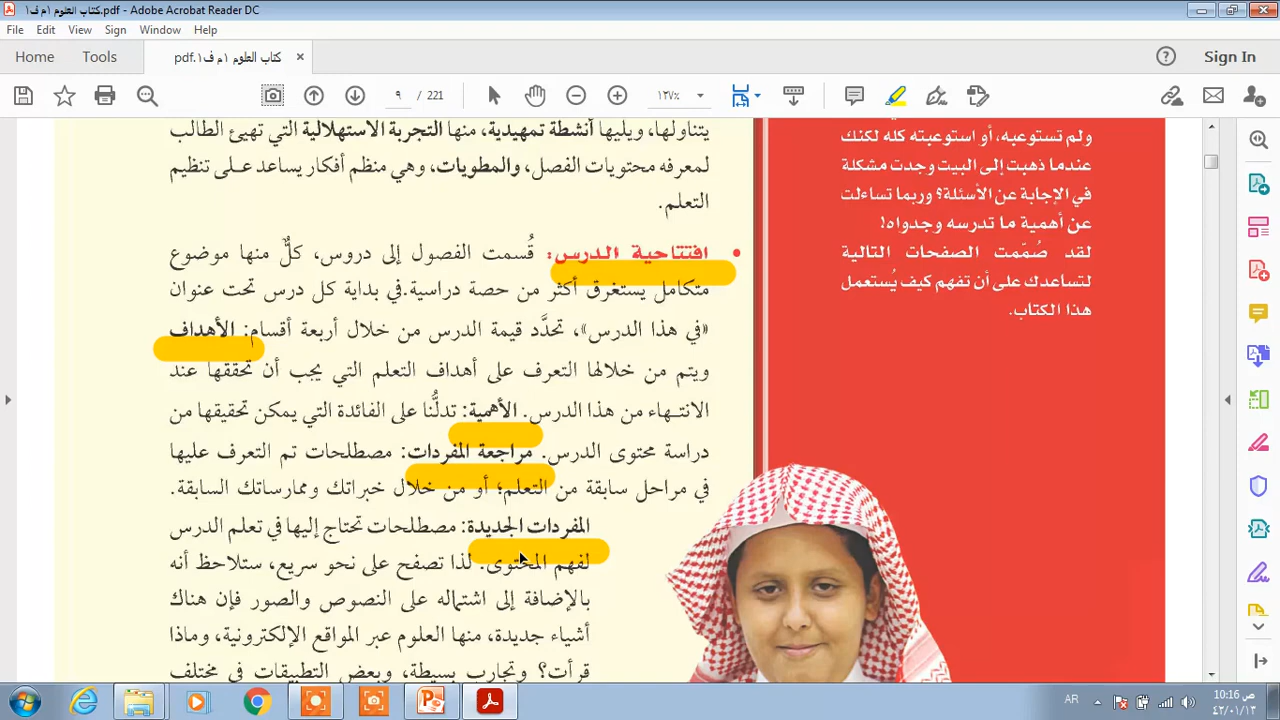 كتاب العلوم ١م ف١.pdf - Adobe Acrobat Reader DC
File Edit View Sign Window Help
Home Tools كتاب العلوم ١م ف١.pdf × Sign In
٩ / 221 ١٢٧٪
يتناولها، ويليها أنشطة تمهيدية، منها التجربة الاستهلالية التي تهيئ الطالب
لمعرفه محتويات الفصل، والمطويات، وهي منظم أفكار يساعد على تنظيم
التعلم.
• افتتاحية الدرس: قُسمت الفصول إلى دروس، كلٌّ منها موضوع
متكامل يستغرق أكثر من حصة دراسية.في بداية كل درس تحت عنوان
«في هذا الدرس»، تحدَّد قيمة الدرس من خلال أربعة أقسام: الأهداف
ويتم من خلالها التعرف على أهداف التعلم التي يجب أن تحققها عند
الانتهاء من هذا الدرس. الأهمية: تدلُّنا على الفائدة التي يمكن تحقيقها من
دراسة محتوى الدرس. مراجعة المفردات: مصطلحات تم التعرف عليها
في مراحل سابقة من التعلم؛ أو من خلال خبراتك وممارساتك السابقة.
المفردات الجديدة: مصطلحات تحتاج إليها في تعلم الدرس
لفهم المحتوى. لذا تصفح على نحو سريع، ستلاحظ أنه
بالإضافة إلى اشتماله على النصوص والصور فإن هناك
أشياء جديدة، منها العلوم عبر المواقع الإلكترونية، وماذا
قرأت؟ وتجارب بسيطة، وبعض التطبيقات في مختلف
ولم تستوعبه، أو استوعبته كله لكنك
عندما ذهبت إلى البيت وجدت مشكلة
في الإجابة عن الأسئلة؟ وربما تساءلت
عن أهمية ما تدرسه وجدواه!
لقد صُمّمت الصفحات التالية
لتساعدك على أن تفهم كيف يُستعمل
هذا الكتاب.
AR
10:16 ص
٤٢/٠١/١٣